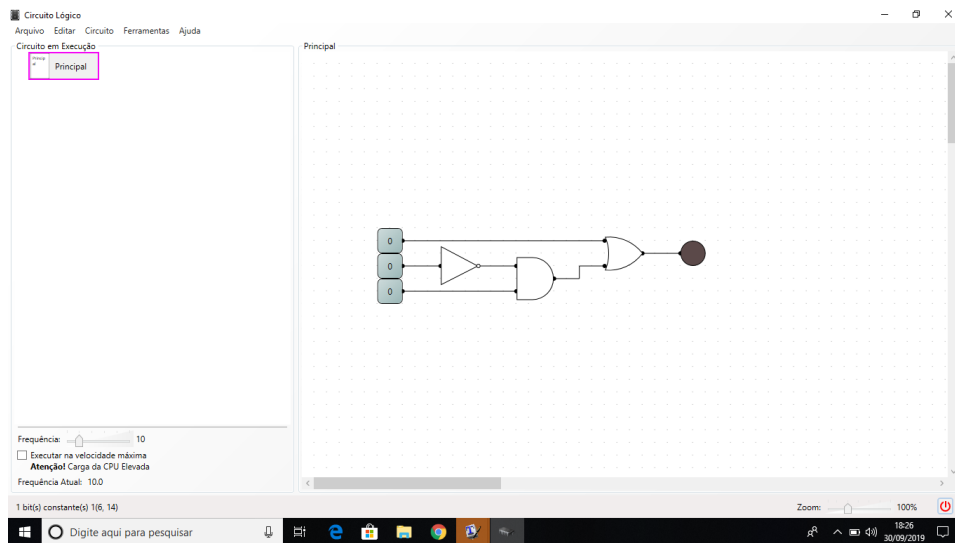 Circuito Lógico
Arquivo Editar Circuito Ferramentas Ajuda
Circuito em Execução
Princip
al
Principal
Principal
0
0
0
Frequência: 10
Executar na velocidade máxima
Atenção! Carga da CPU Elevada
Frequência Atual: 10.0
1 bit(s) constante(s) 1(6, 14)
Zoom: 100%
Digite aqui para pesquisar
18:26
30/09/2019